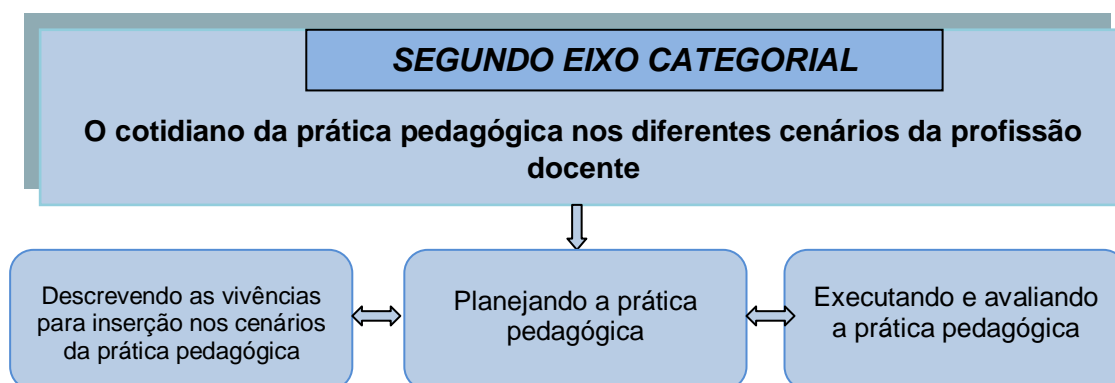 SEGUNDO EIXO CATEGORIAL
O cotidiano da prática pedagógica nos diferentes cenários da profissão
docente
Descrevendo as vivências
para inserção nos cenários
da prática pedagógica
Planejando a prática
pedagógica
Executando e avaliando
a prática pedagógica